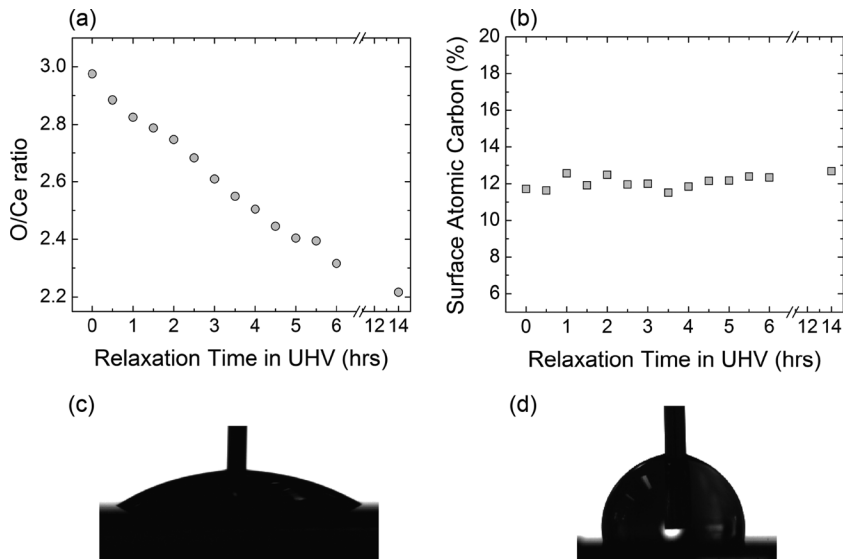 (a)
3.0
2.8
2.6
2.4
2.2
O/Ce ratio
0 1 2 3 4 5 6 12 14
Relaxation Time in UHV (hrs)
(b)
20
18
16
14
12
10
8
6
Surface Atomic Carbon (%)
0 1 2 3 4 5 6 12 14
Relaxation Time in UHV (hrs)
(c)
(d)